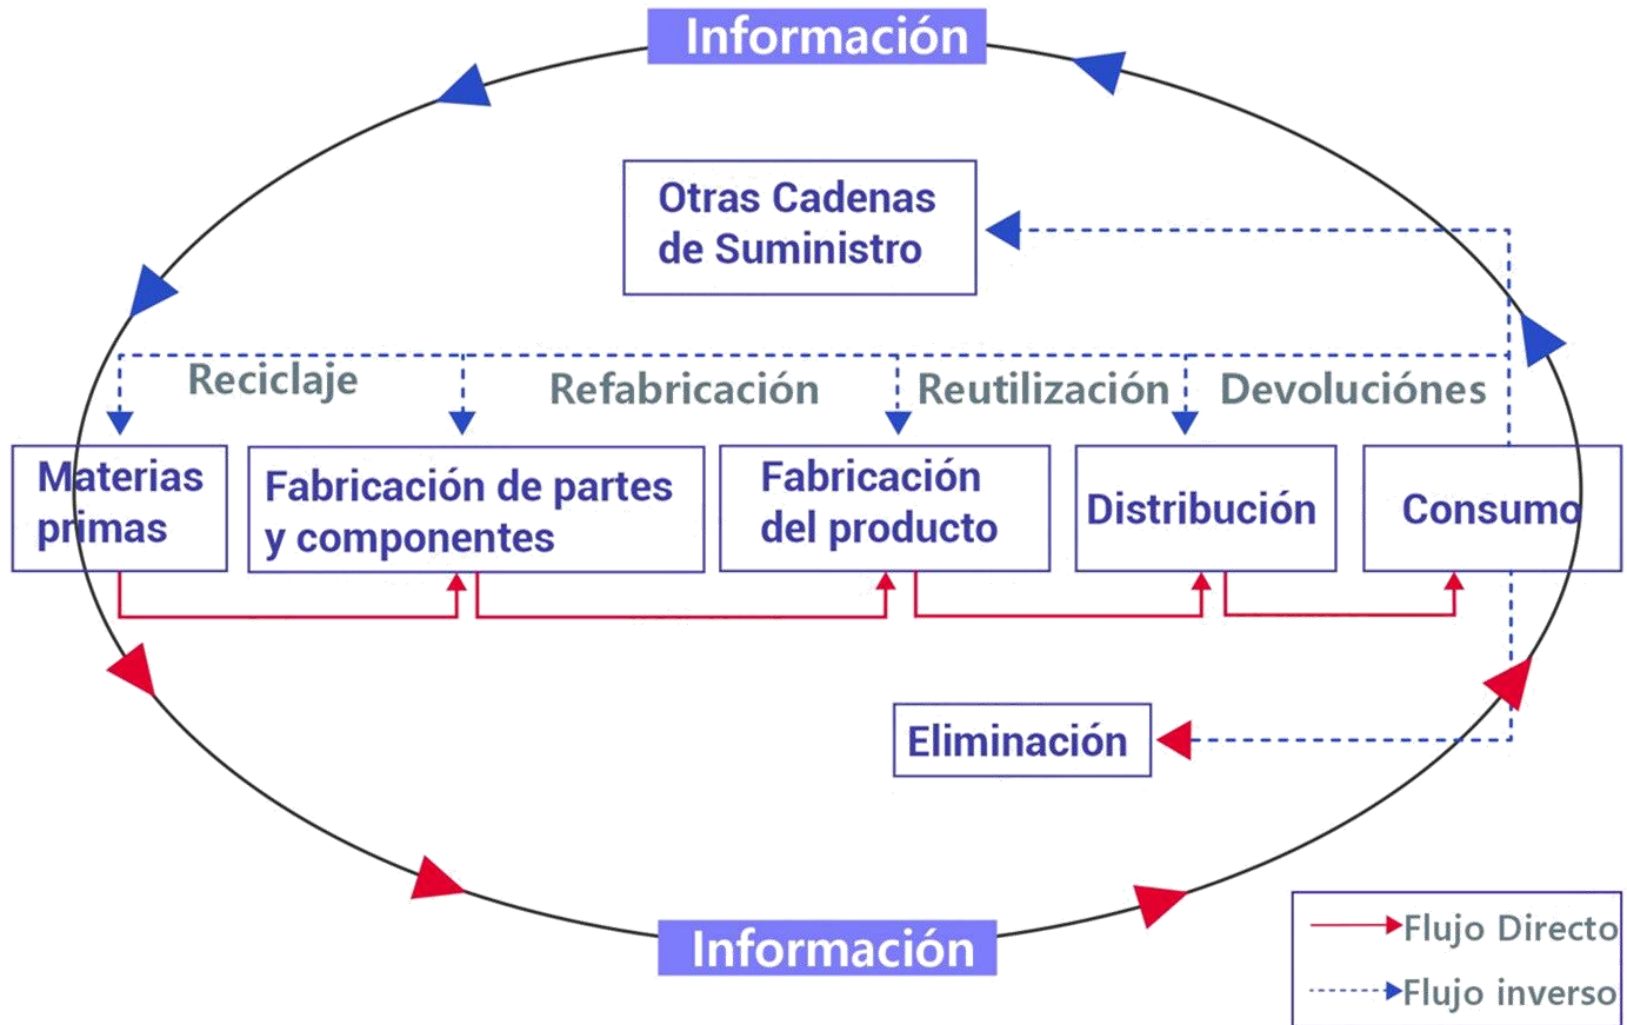 Información
Otras Cadenas
de Suministro
Reciclaje
Refabricación
Reutilización
Devoluciónes
Materias
primas
Fabricación de partes
y componentes
Fabricación
del producto
Distribución
Consumo
Eliminación
Información
Flujo Directo
Flujo inverso